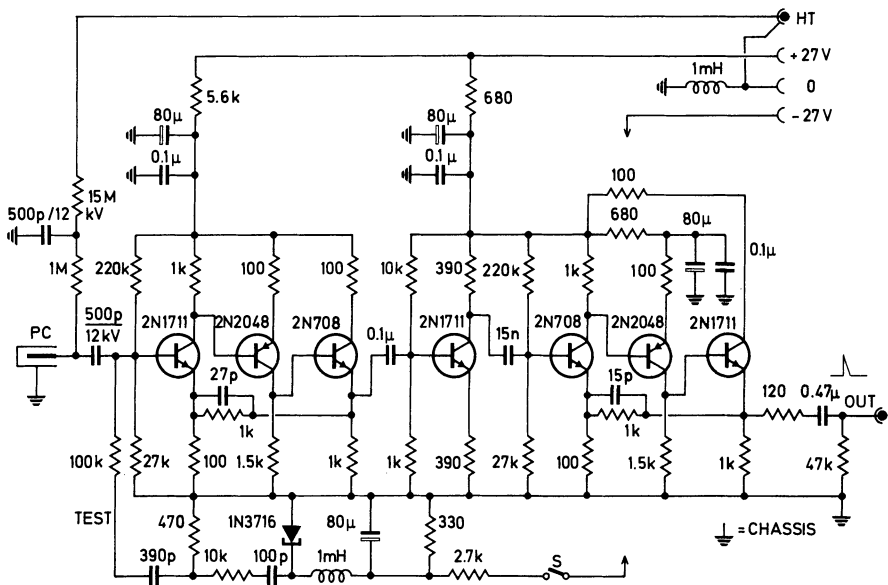 HT
+27V
1mH
0
-27V
5.6k
680
80μ
80μ
0.1μ
0.1μ
100
15M
kV
500p/12
680
80μ
0.1μ
1M
220k
1k
100
100
10k
390
220k
1k
100
500p
12kV
2N1711
2N2048
2N708
0.1μ
2N1711
15n
2N708
2N2048
2N1711
PC
27p
15p
120
0.47μ
OUT
1k
1k
100k
27k
100
1.5k
1k
1k
390
27k
100
1.5k
1k
47k
TEST
470
1N3716
80μ
330
⏚ = CHASSIS
390p
10k
100p
1mH
2.7k
S